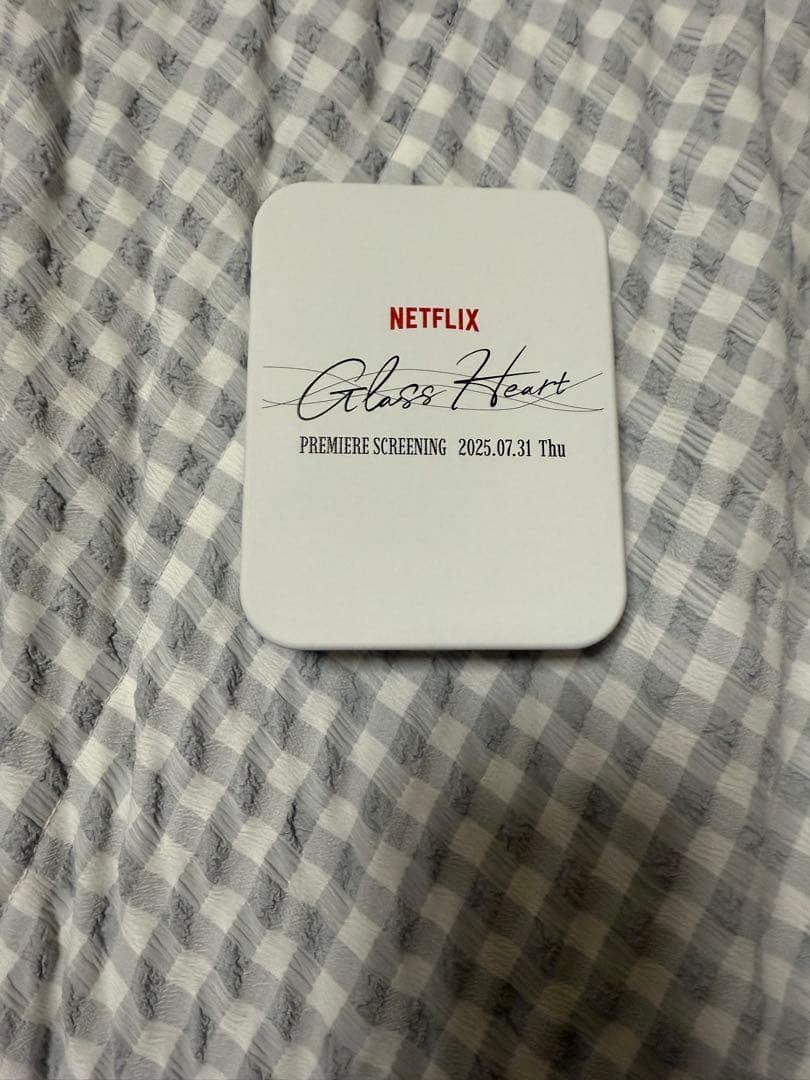 NETFLIX
Glass Heart
PREMIERE SCREENING 2025.07.31 Thu